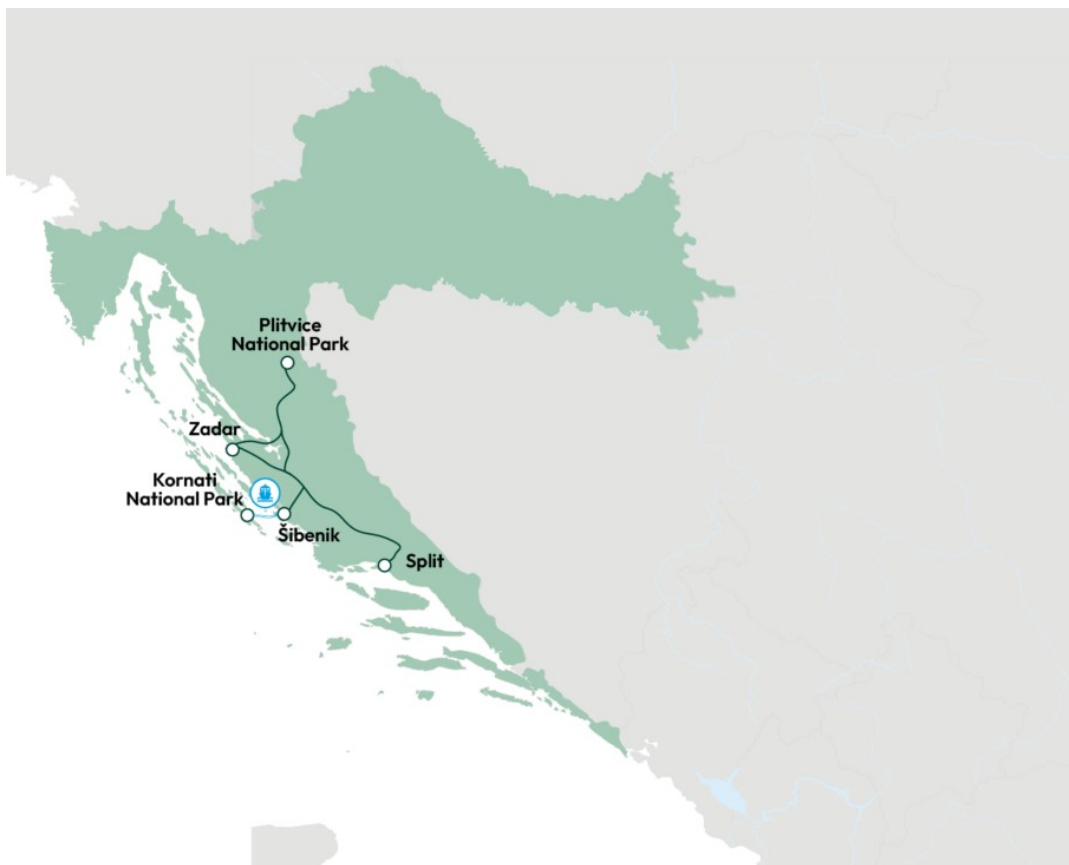 Plitvice
National Park
Zadar
Kornati
National Park
Šibenik
Split